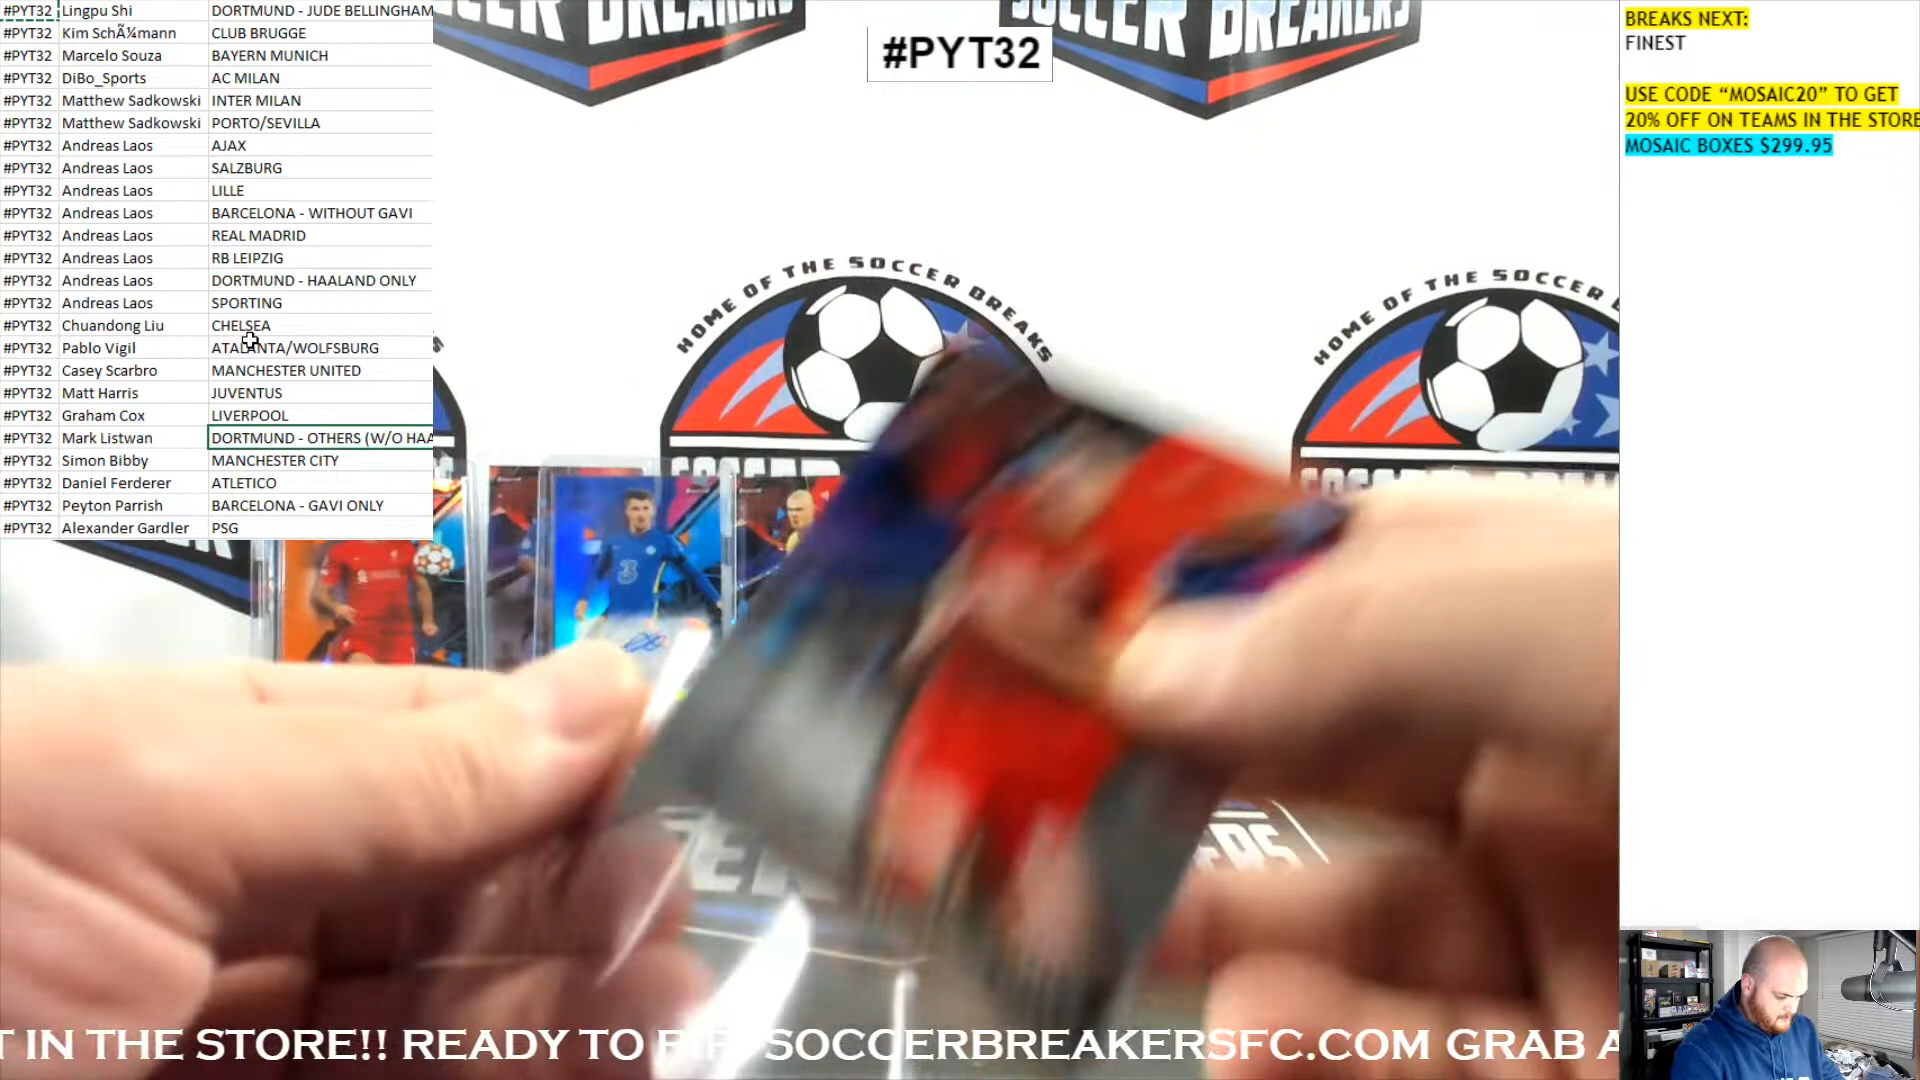 #PYT32 Lingpu Shi DORTMUND - JUDE BELLINGHAM
#PYT32 Kim SchÃ¼mann CLUB BRUGGE
#PYT32 Marcelo Souza BAYERN MUNICH
#PYT32 DiBo_Sports AC MILAN
#PYT32 Matthew Sadkowski INTER MILAN
#PYT32 Matthew Sadkowski PORTO/SEVILLA
#PYT32 Andreas Laos AJAX
#PYT32 Andreas Laos SALZBURG
#PYT32 Andreas Laos LILLE
#PYT32 Andreas Laos BARCELONA - WITHOUT GAVI
#PYT32 Andreas Laos REAL MADRID
#PYT32 Andreas Laos RB LEIPZIG
#PYT32 Andreas Laos DORTMUND - HAALAND ONLY
#PYT32 Andreas Laos SPORTING
#PYT32 Chuandong Liu CHELSEA
#PYT32 Pablo Vigil ATALANTA/WOLFSBURG
#PYT32 Casey Scarbro MANCHESTER UNITED
#PYT32 Matt Harris JUVENTUS
#PYT32 Graham Cox LIVERPOOL
#PYT32 Mark Listwan DORTMUND - OTHERS (W/O HAA
#PYT32 Simon Bibby MANCHESTER CITY
#PYT32 Daniel Ferderer ATLETICO
#PYT32 Peyton Parrish BARCELONA - GAVI ONLY
#PYT32 Alexander Gardler PSG
BREAKERS
SOCCER BREAKERS
#PYT32
HOME OF THE SOCCER BREAKS
HOME OF THE SOCCER
SOCCER
3
BREAKS NEXT:
FINEST
USE CODE “MOSAIC20” TO GET
20% OFF ON TEAMS IN THE STORE
MOSAIC BOXES $299.95
T IN THE STORE!! READY TO SOCCERBREAKERSFC.COM GRAB A